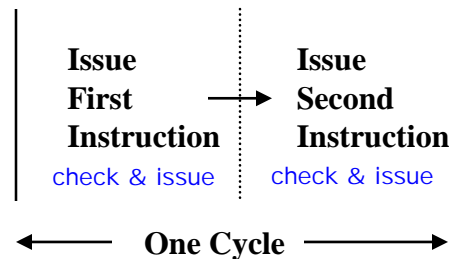 Issue
First
Instruction
check & issue
Issue
Second
Instruction
check & issue
One Cycle